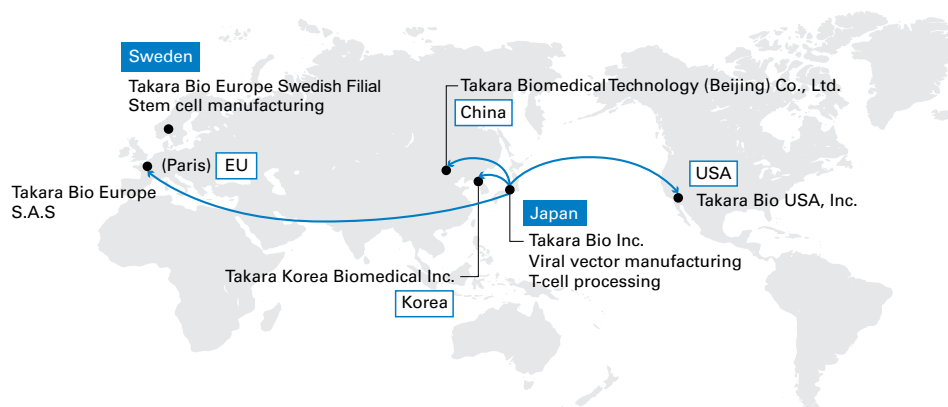 Sweden
Takara Bio Europe Swedish Filial
Stem cell manufacturing
Takara Biomedical Technology (Beijing) Co., Ltd.
China
(Paris) EU
Takara Bio Europe
S.A.S
USA
Takara Bio USA, Inc.
Japan
Takara Bio Inc.
Viral vector manufacturing
T-cell processing
Takara Korea Biomedical Inc.
Korea